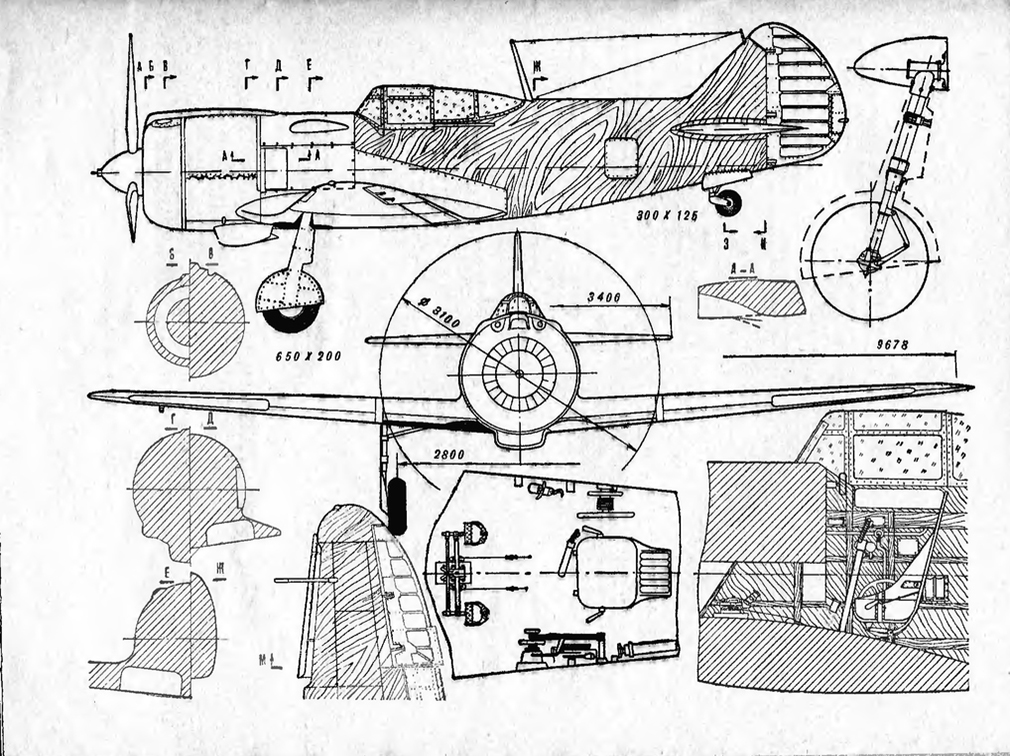 А Б В Г Д Е Ж
А А
300 X 125
З И
Б В
А-А
3400
ø 3100
9678
650 X 200
Г Д
2800
Е Ж
М